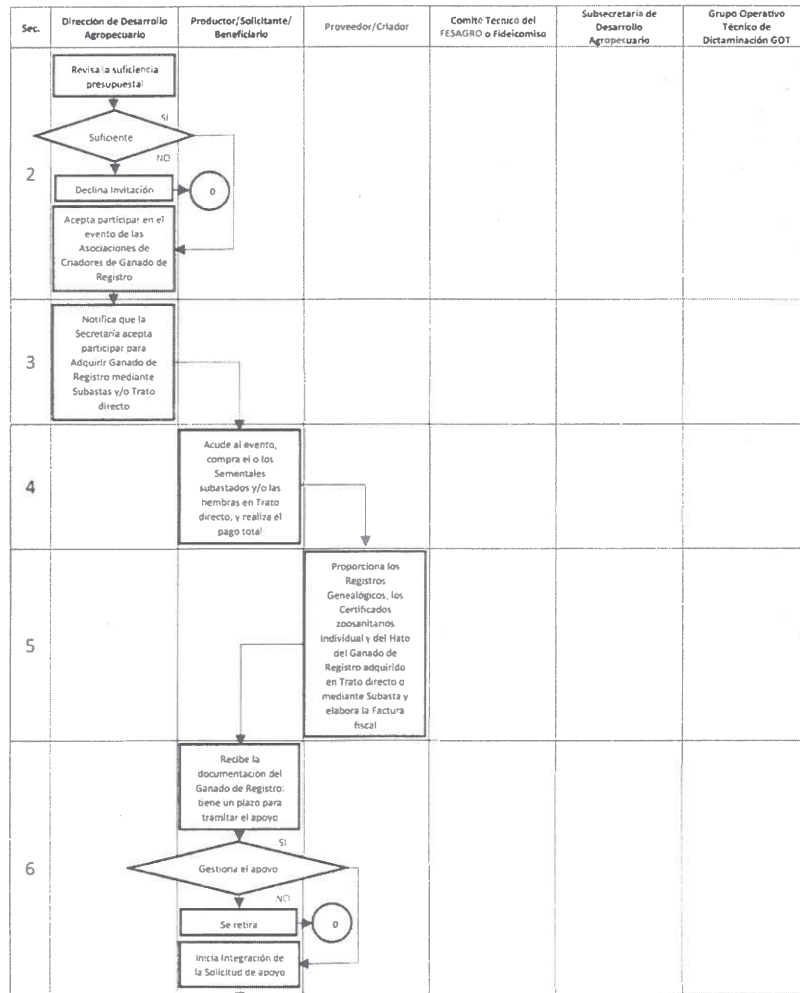 Sec.
Dirección de Desarrollo
Agropecuario
Productor/Solicitante/
Beneficiario
Proveedor/Criador
Comité Tecnico del
FESAGRO o Fideicomiso
Subsecretaria de
Desarrollo
Agropecuario
Grupo Operativo
Técnico de
Dictaminación GOT
2
Revisa la suficiencia
presupuestal
SI
Suficiente
NO
Declina Invitación
0
Acepta participar en el
evento de las
Asociaciones de
Criadores de Ganado de
Registro
3
Notifica que la
Secretaría acepta
participar para
Adquirir Ganado de
Registro mediante
Subastas y/o Trato
directo
4
Acude al evento,
compra el o los
Sementales
subastados y/o las
hembras en Trato
directo, y realiza el
pago total
5
Proporciona los
Registros
Genealógicos, los
Certificados
zoosanitarios
Individual y del Hato
del Ganado de
Registro adquirido
en Trato directo o
mediante Subasta y
elabora la Factura
fiscal
6
Recibe la
documentación del
Ganado de Registro;
tiene un plazo para
tramitar el apoyo
SI
Gestiona el apoyo
NO
Se retira
0
Inicia Integración de
la Solicitud de apoyo